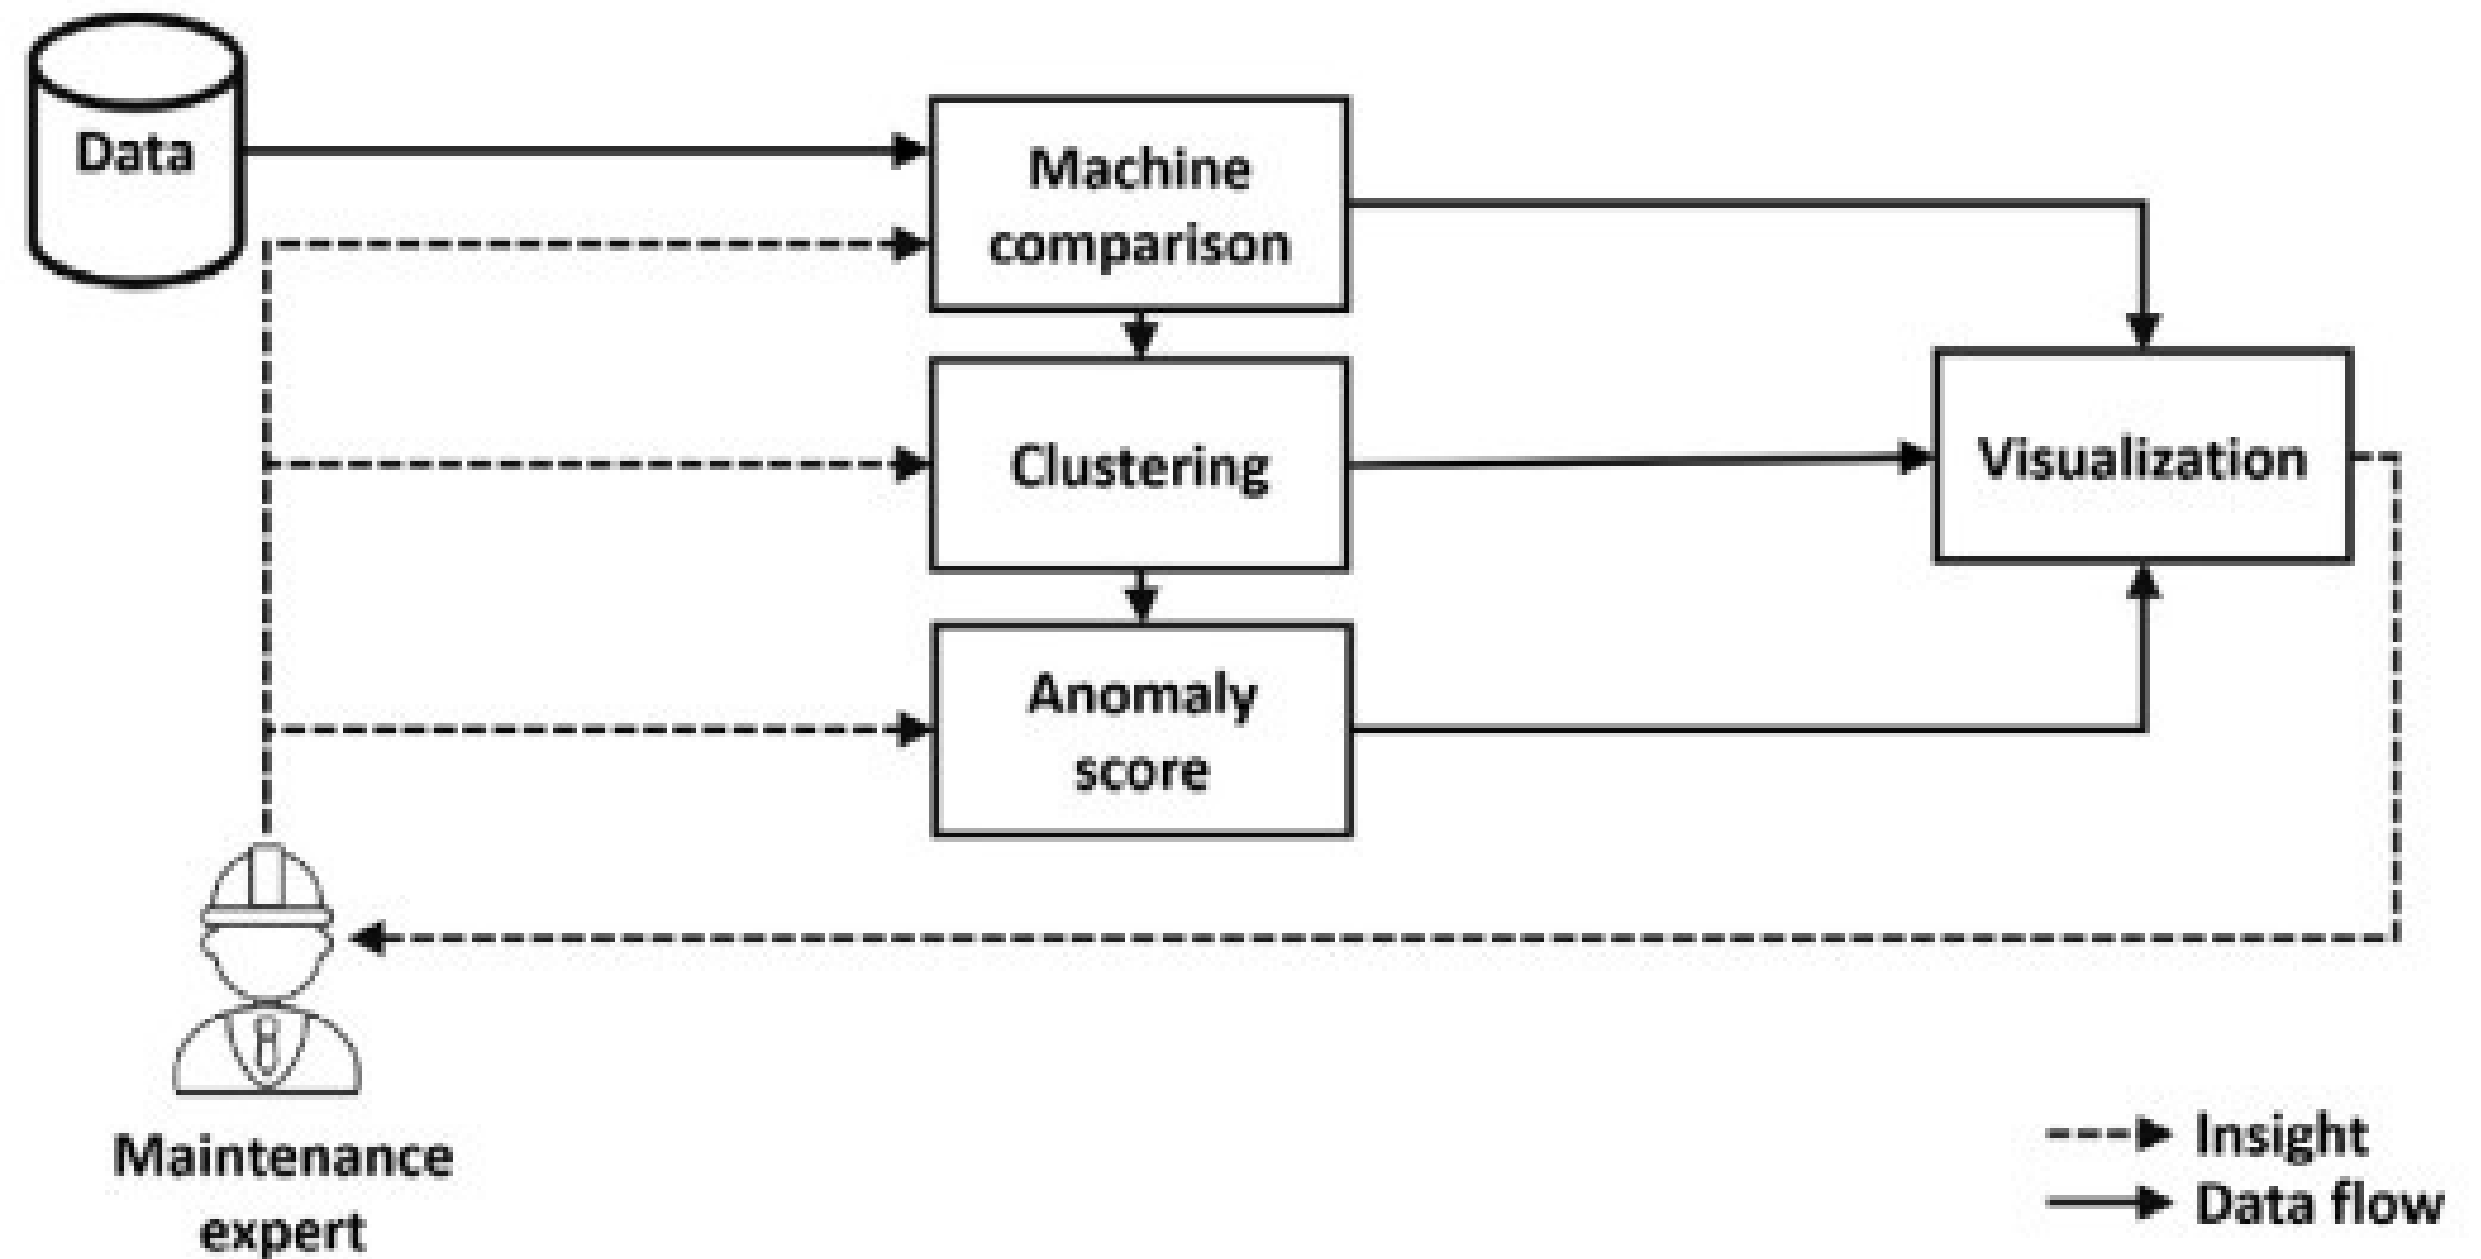 Data
Machine
comparison
Clustering
Visualization
Anomaly
score
Maintenance
expert
Insight
Data flow